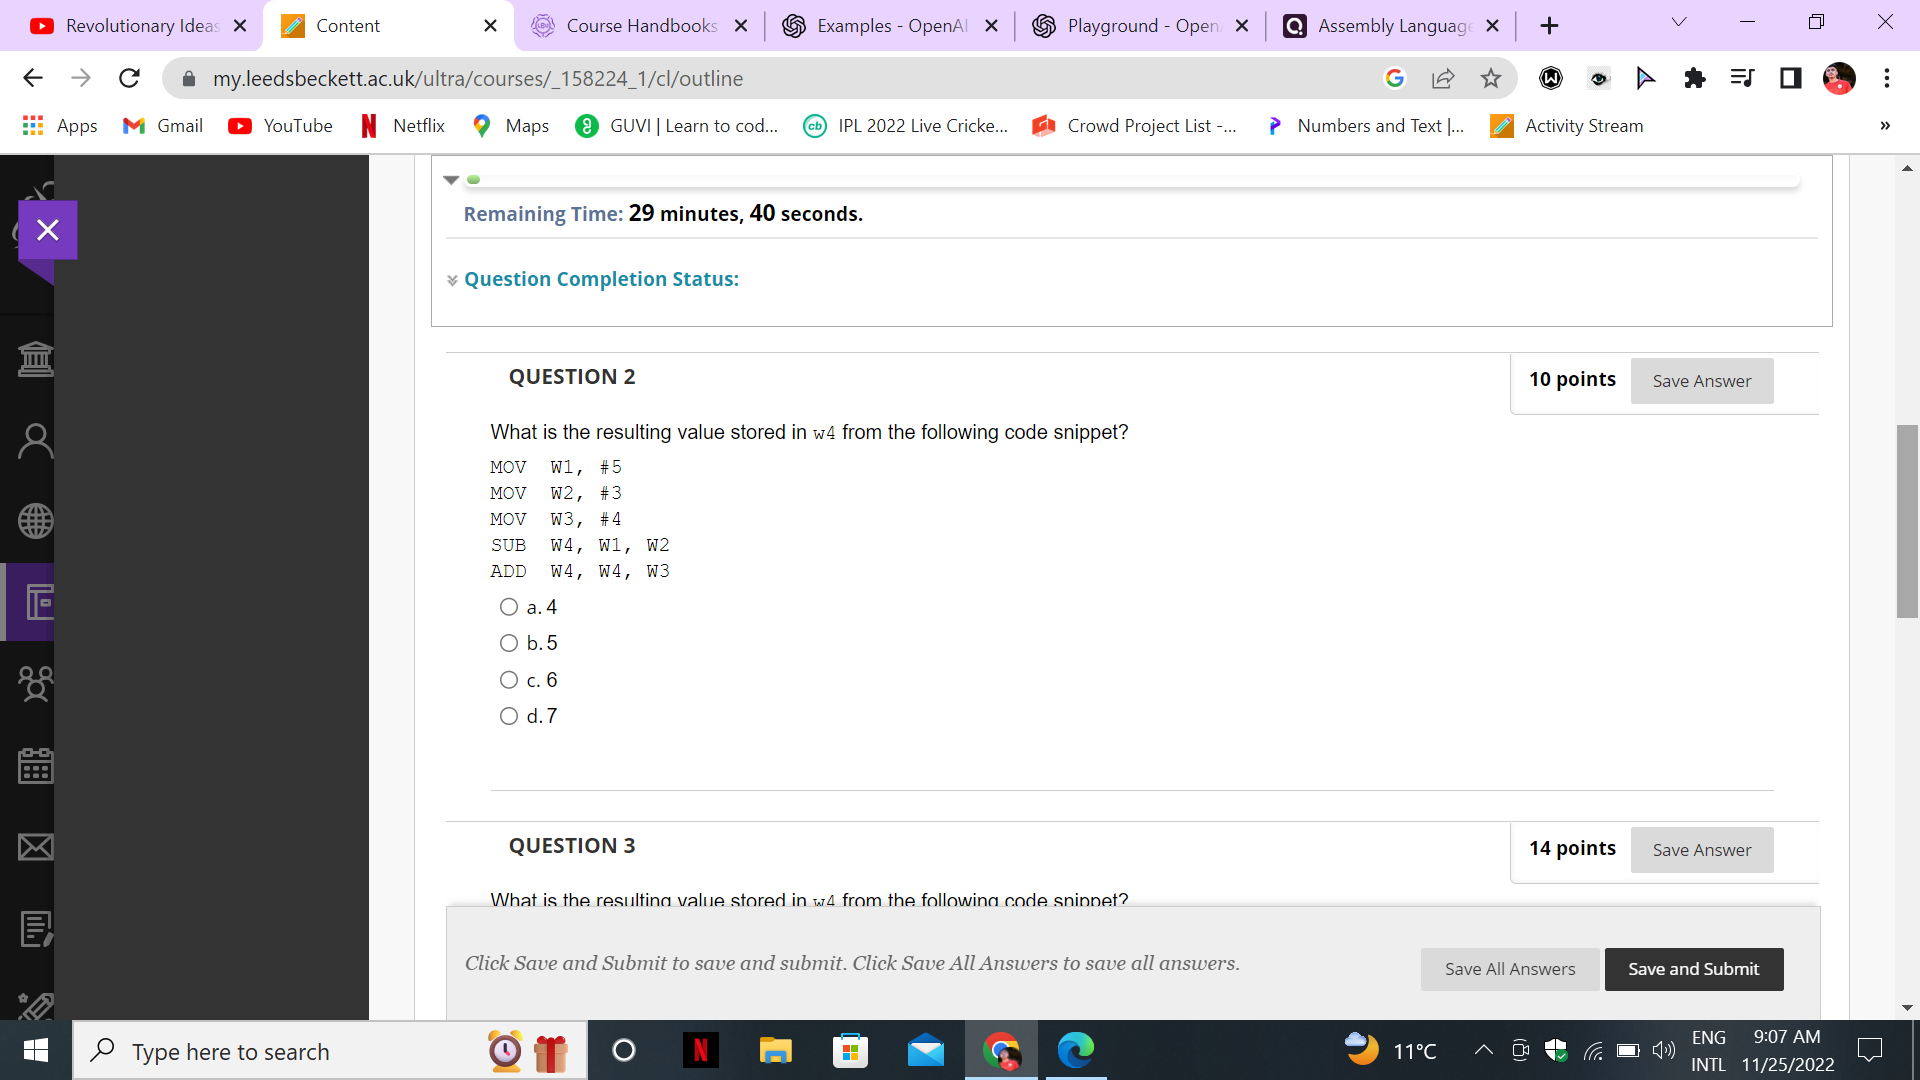 Revolutionary Ideas
Content
Course Handbooks
Examples - OpenAI
Playground - Open
Assembly Language
my.leedsbeckett.ac.uk/ultra/courses/_158224_1/cl/outline
Apps
Gmail
YouTube
Netflix
Maps
GUVI | Learn to cod...
IPL 2022 Live Cricke...
Crowd Project List -...
Numbers and Text |...
Activity Stream
»
Remaining Time: 29 minutes, 40 seconds.
Question Completion Status:
QUESTION 2
10 points
Save Answer
What is the resulting value stored in w4 from the following code snippet?
MOV W1, #5
MOV W2, #3
MOV W3, #4
SUB W4, W1, W2
ADD W4, W4, W3
a. 4
b. 5
c. 6
d. 7
QUESTION 3
14 points
Save Answer
What is the resulting value stored in w4 from the following code snippet?
Click Save and Submit to save and submit. Click Save All Answers to save all answers.
Save All Answers
Save and Submit
Type here to search
11°C
ENG
INTL
9:07 AM
11/25/2022